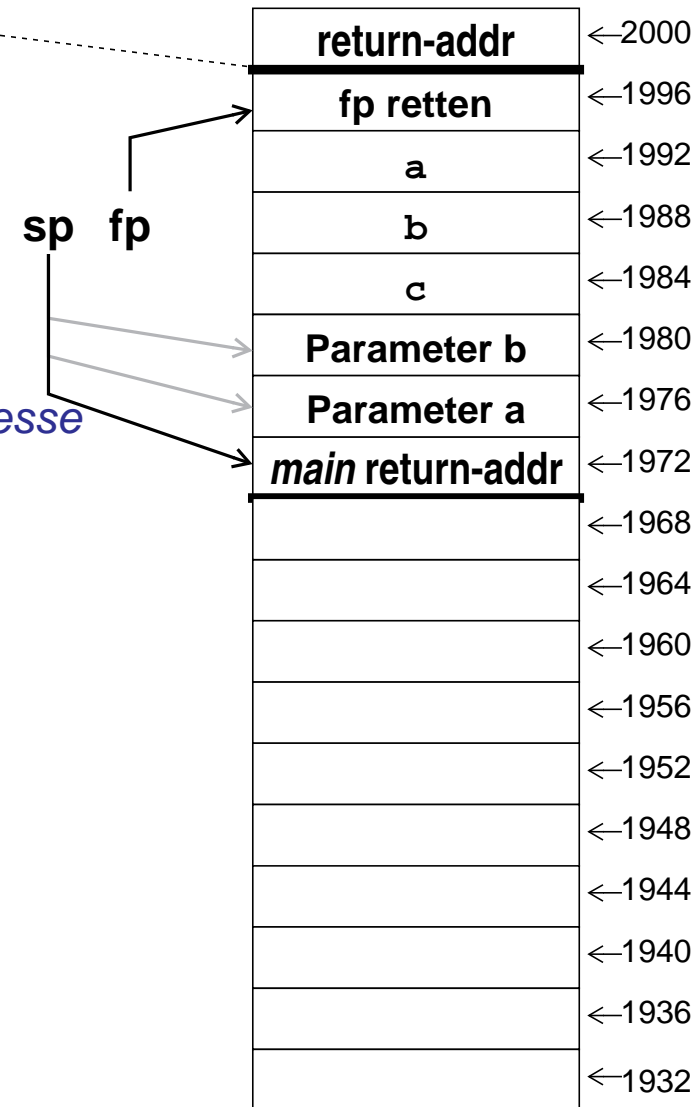 return-addr ←2000
fp retten ←1996
a ←1992
sp fp b ←1988
c ←1984
Parameter b ←1980
Parameter a ←1976
esse
main return-addr ←1972
←1968
←1964
←1960
←1956
←1952
←1948
←1944
←1940
←1936
←1932